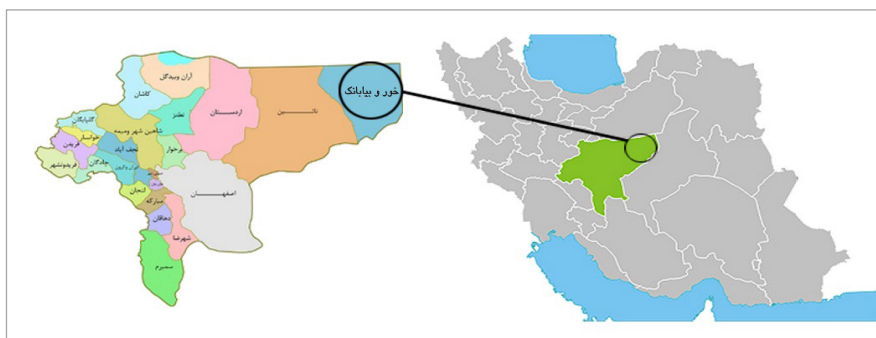 آران وبیدگل
کاشان
خور و بیابانک
نطنز
اردستان
نائین
گلپایگان
شاهین شهر ومیمه
خوانسار
نجف آباد
فریدن
برخوار
چادگان
فریدونشهر
لنجان
اصفهان
مبارکه
دهاقان
شهرضا
سمیرم